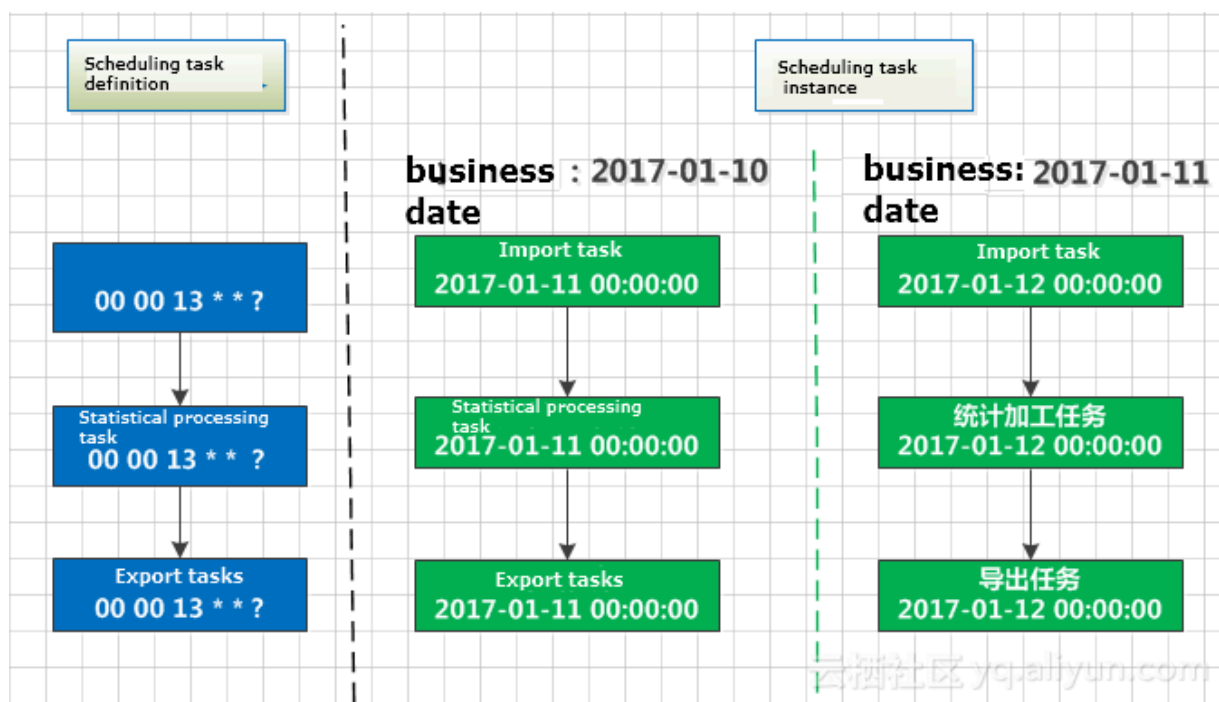 Scheduling task
definition
Scheduling task
instance
business : 2017-01-10
date
business: 2017-01-11
date
00 00 13 * * ?
Statistical processing
task
00 00 13 * * ?
Export tasks
00 00 13 * * ?
Import task
2017-01-11 00:00:00
Statistical processing
task
2017-01-11 00:00:00
Export tasks
2017-01-11 00:00:00
Import task
2017-01-12 00:00:00
统计加工任务
2017-01-12 00:00:00
导出任务
2017-01-12 00:00:00
云栖社区 yq.aliyun.com